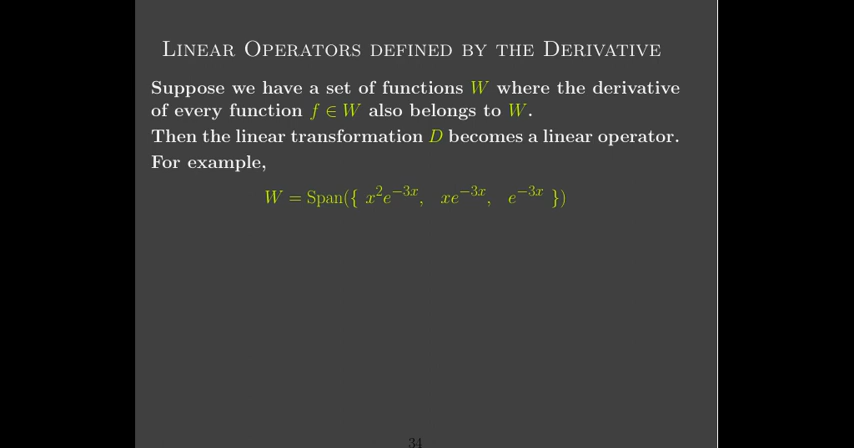 Linear Operators defined by the Derivative
Suppose we have a set of functions W where the derivative
of every function f ∈ W also belongs to W.
Then the linear transformation D becomes a linear operator.
For example,
W = Span({ x²e⁻³ˣ, xe⁻³ˣ, e⁻³ˣ })
34